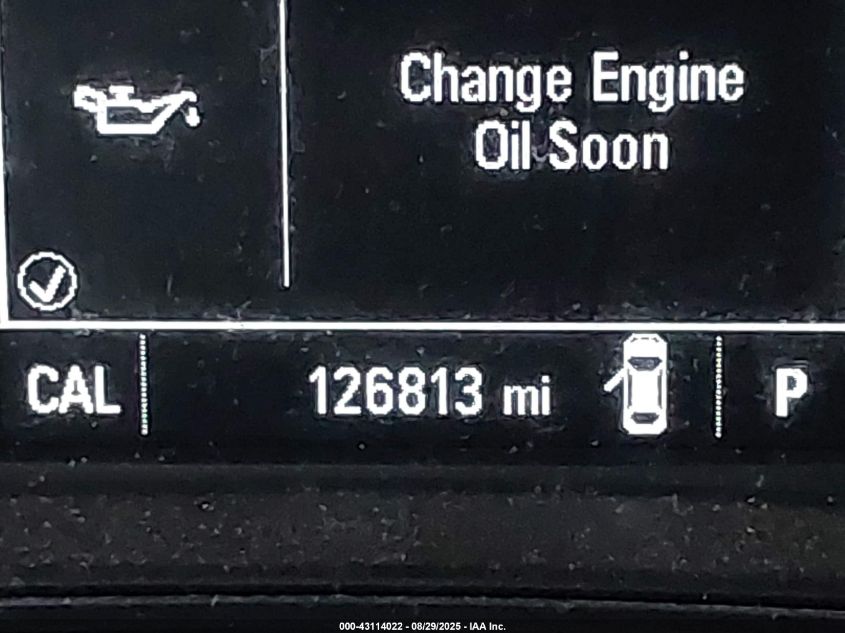 Change Engine
Oil Soon
CAL 126813 mi P
000-43114022 - 08/29/2025 - IAA Inc.